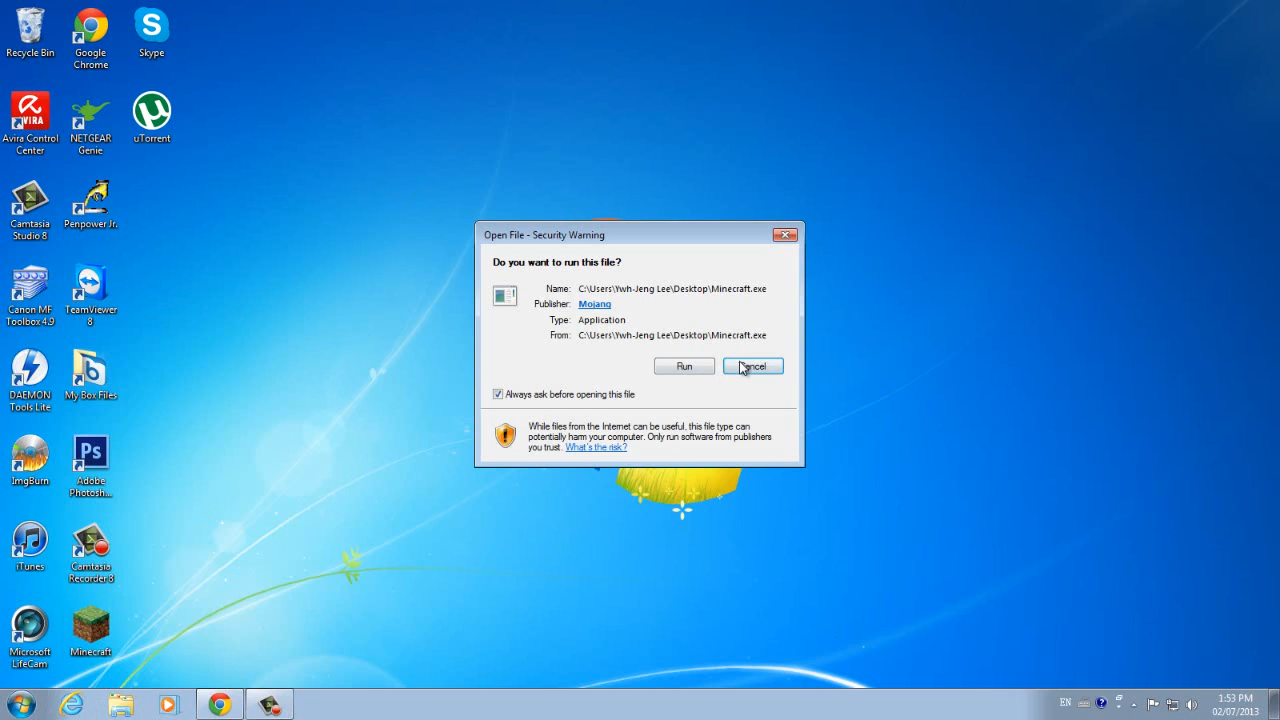 Recycle Bin
Google
Chrome
Skype
S
AVIRA
Avira Control
Center
NETGEAR
Genie
µ
uTorrent
Camtasia
Studio 8
Penpower Jr.
Canon MF
Toolbox 4.9
TeamViewer
8
DAEMON
Tools Lite
b
My Box Files
ImgBurn
Ps
Adobe
Photosh...
iTunes
Camtasia
Recorder 8
Microsoft
LifeCam
Minecraft
Open File - Security Warning
Do you want to run this file?
Name: C:\Users\Ywh-Jeng Lee\Desktop\Minecraft.exe
Publisher: Mojang
Type: Application
From: C:\Users\Ywh-Jeng Lee\Desktop\Minecraft.exe
Run
Cancel
Always ask before opening this file
While files from the Internet can be useful, this file type can
potentially harm your computer. Only run software from publishers
you trust. What's the risk?
EN
1:53 PM
02/07/2013